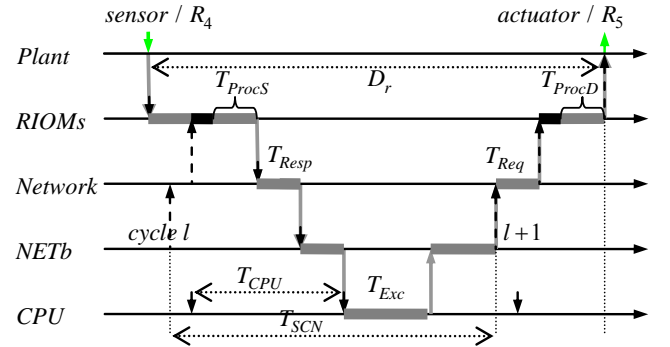 sensor / R4 actuator / R5
Plant
Dr
TProcS TProcD
RIOMs
TResp TReq
Network
cycle l l+1
NETb
TCPU TExc
CPU
TSCN